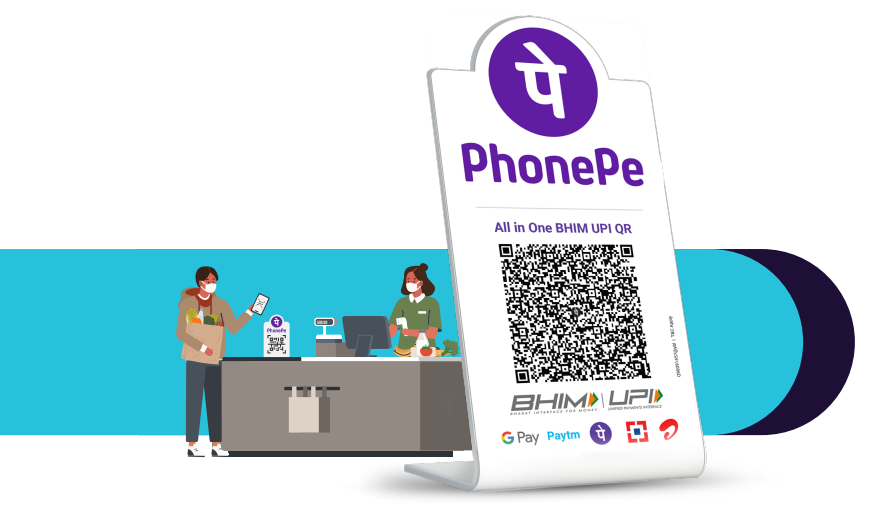 पे
PhonePe
All in One BHIM UPI QR
BHIM UPI
BHARAT INTERFACE FOR MONEY UNIFIED PAYMENTS INTERFACE
G Pay Paytm पे
पे
PhonePe